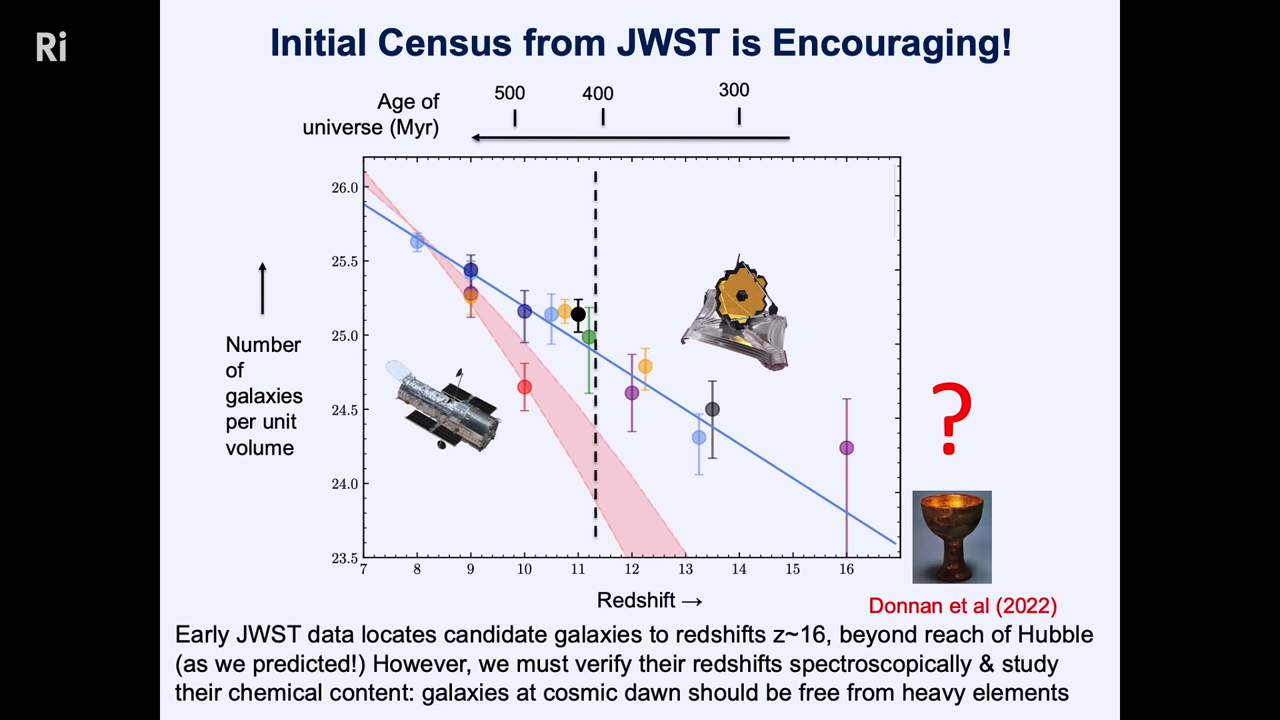 Ri
Initial Census from JWST is Encouraging!
Age of
universe (Myr)
500
400
300
26.0
25.5
25.0
24.5
24.0
23.5
Number
of
galaxies
per unit
volume
7 8 9 10 11 12 13 14 15 16
Redshift →
?
Donnan et al (2022)
Early JWST data locates candidate galaxies to redshifts z~16, beyond reach of Hubble
(as we predicted!) However, we must verify their redshifts spectroscopically & study
their chemical content: galaxies at cosmic dawn should be free from heavy elements